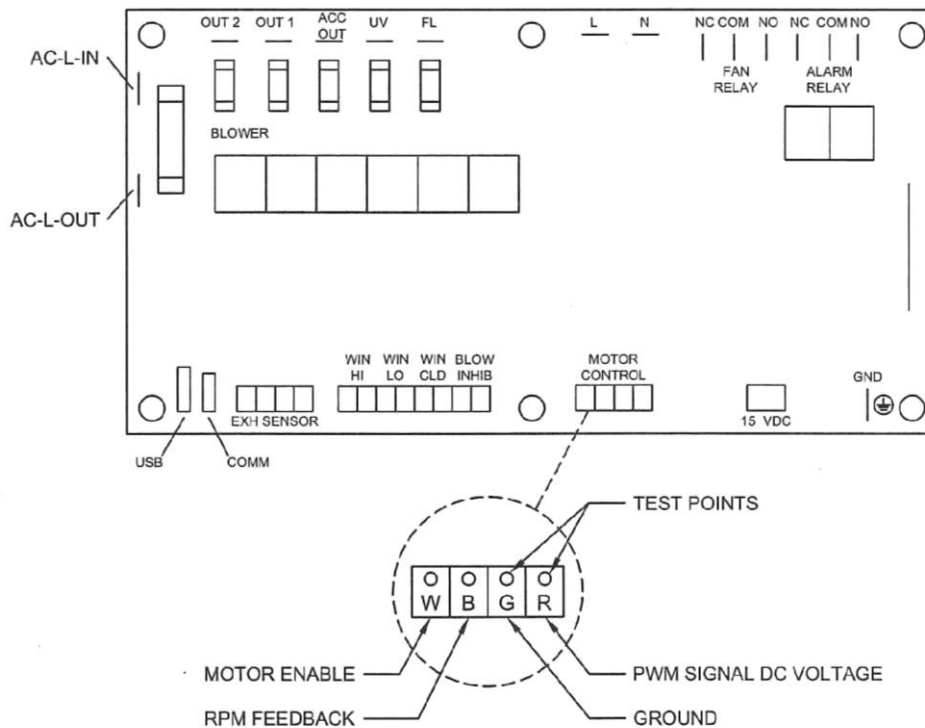 OUT 2
OUT 1
ACC
OUT
UV
FL
L
N
NC COM NO
NC COM NO
FAN
RELAY
ALARM
RELAY
AC-L-IN
BLOWER
AC-L-OUT
WIN
HI
WIN
LO
WIN
CLD
BLOW
INHIB
MOTOR
CONTROL
EXH SENSOR
15 VDC
GND
USB
COMM
TEST POINTS
W B G R
MOTOR ENABLE
PWM SIGNAL DC VOLTAGE
RPM FEEDBACK
GROUND